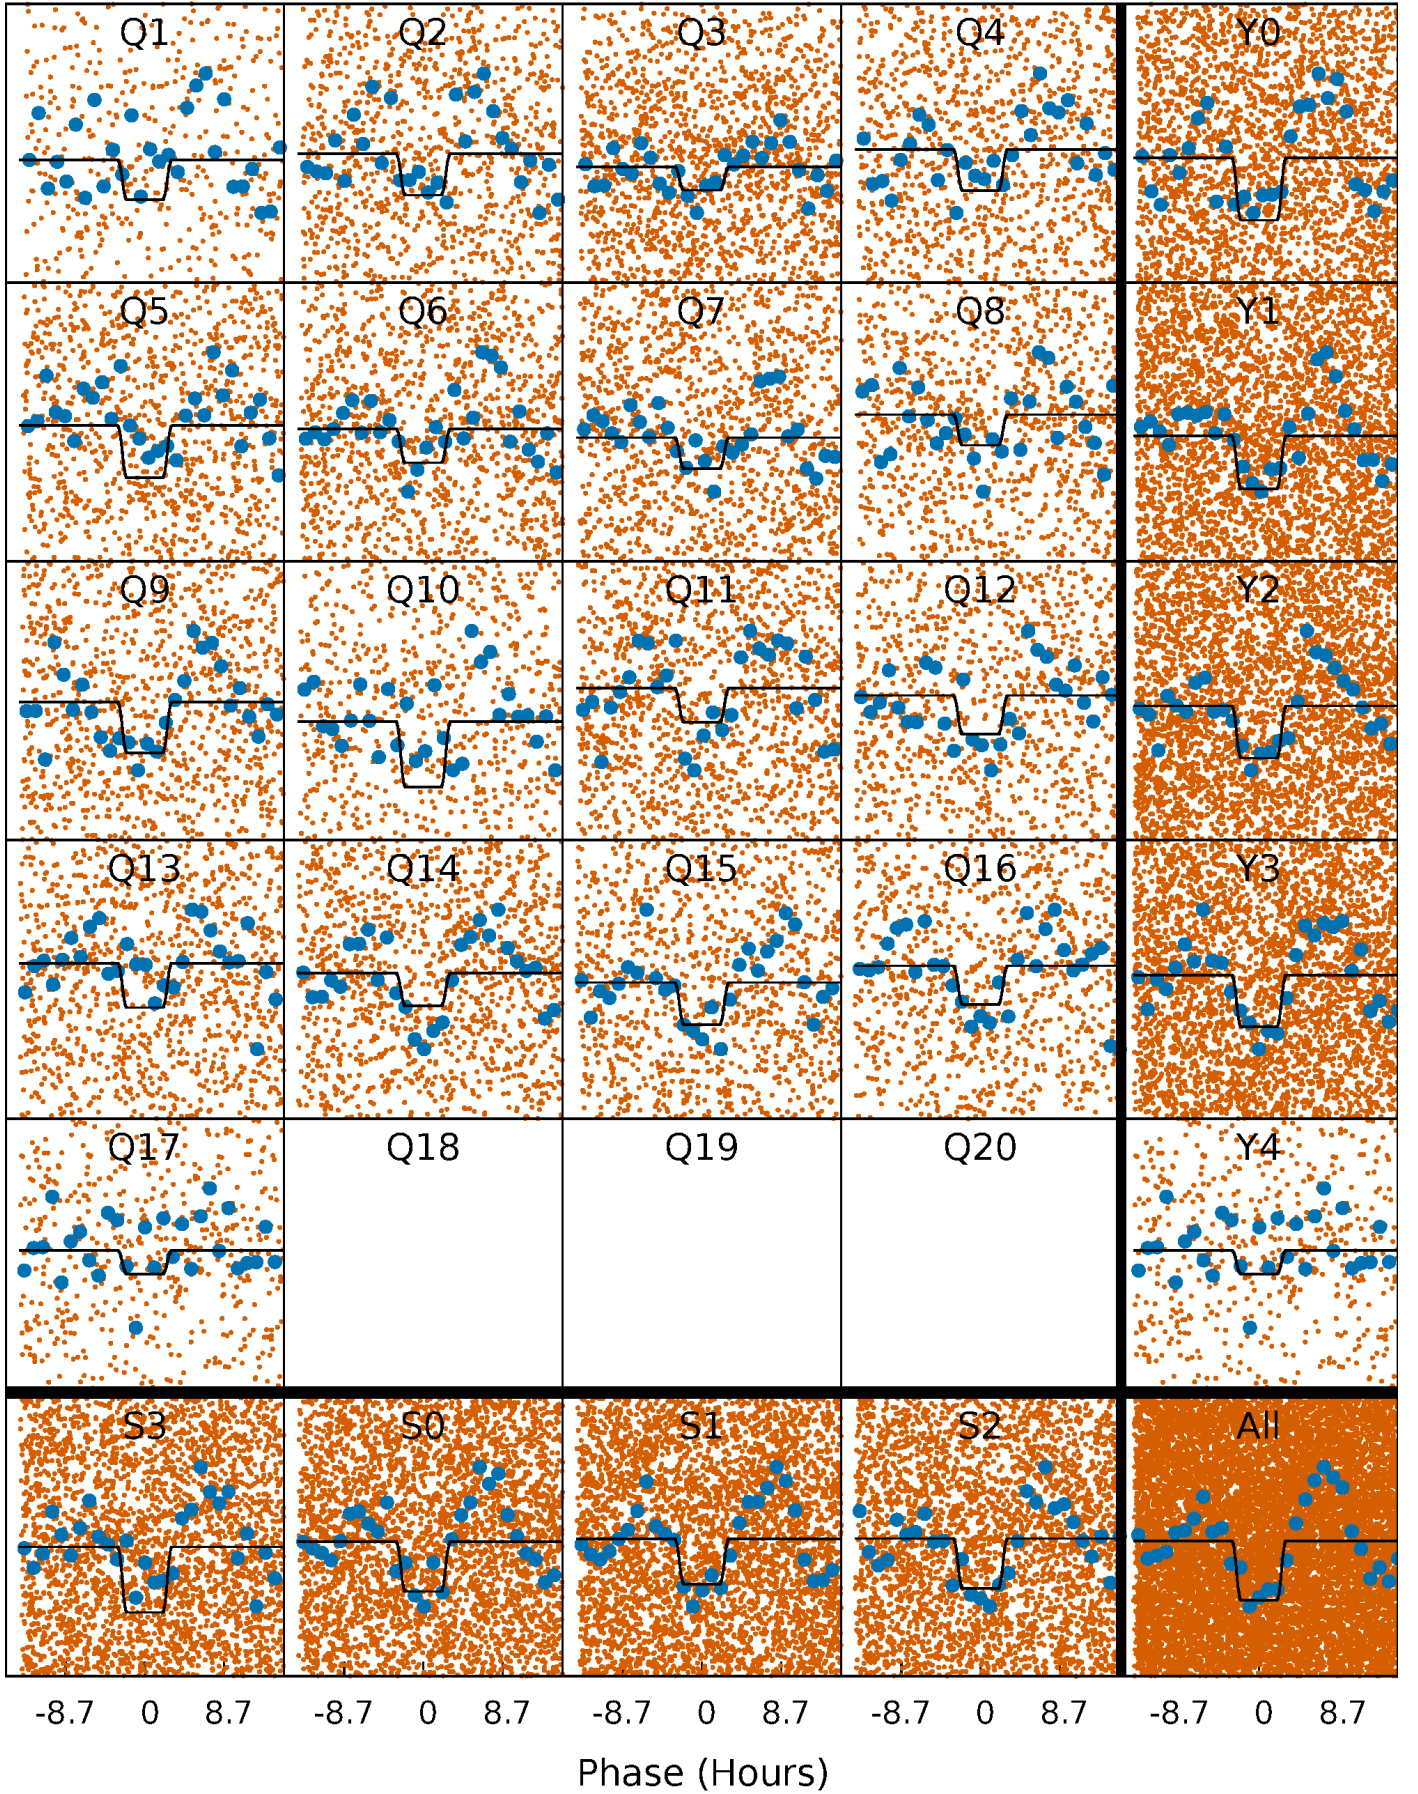 Q1 Q2 Q3 Q4 Y0
Q5 Q6 Q7 Q8 Y1
Q9 Q10 Q11 Q12 Y2
Q13 Q14 Q15 Q16 Y3
Q17 Q18 Q19 Q20 Y4
S3 S0 S1 S2 All
-8.7 0 8.7 -8.7 0 8.7 -8.7 0 8.7 -8.7 0 8.7 -8.7 0 8.7
Phase (Hours)